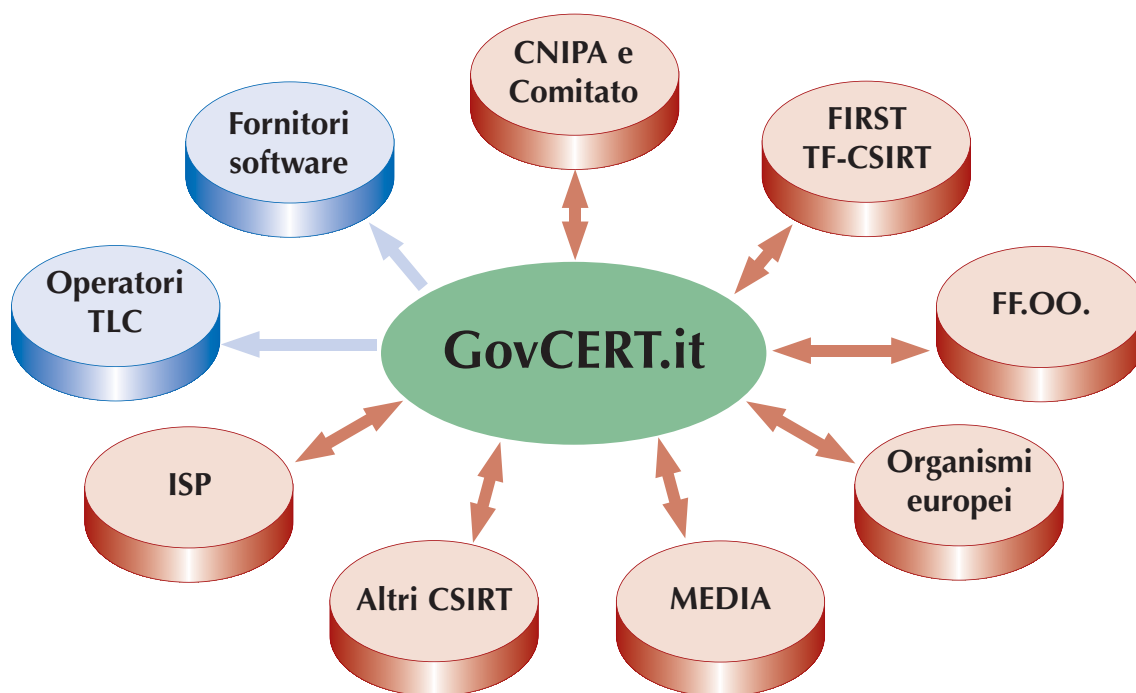 CNIPA e
Comitato
Fornitori
software
FIRST
TF-CSIRT
Operatori
TLC
FF.OO.
GovCERT.it
ISP
Organismi
europei
Altri CSIRT
MEDIA